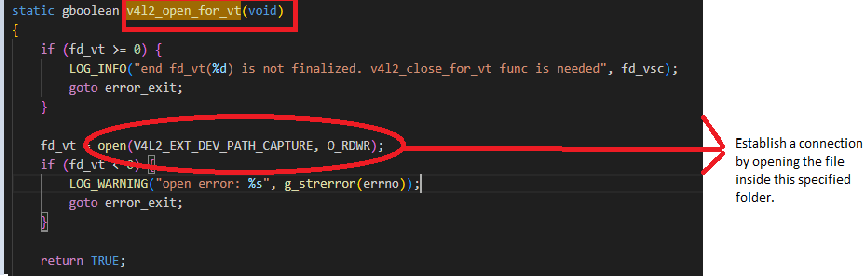 static gboolean v4l2_open_for_vt(void)
{
if (fd_vt >= 0) {
LOG_INFO("end fd_vt(%d) is not finalized. v4l2_close_for_vt func is needed", fd_vsc);
goto error_exit;
}
fd_vt = open(V4L2_EXT_DEV_PATH_CAPTURE, O_RDWR);
if (fd_vt < 0) {
LOG_WARNING("open error: %s", g_strerror(errno));
goto error_exit;
}
return TRUE;
Establish a connection
by opening the file
inside this specified
folder.